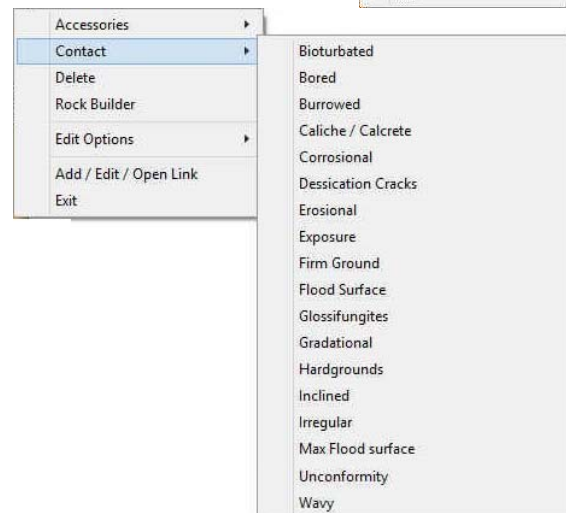 Accessories
Contact
Delete
Rock Builder
Edit Options
Add / Edit / Open Link
Exit
Bioturbated
Bored
Burrowed
Caliche / Calcrete
Corrosional
Dessication Cracks
Erosional
Exposure
Firm Ground
Flood Surface
Glossifungites
Gradational
Hardgrounds
Inclined
Irregular
Max Flood surface
Unconformity
Wavy